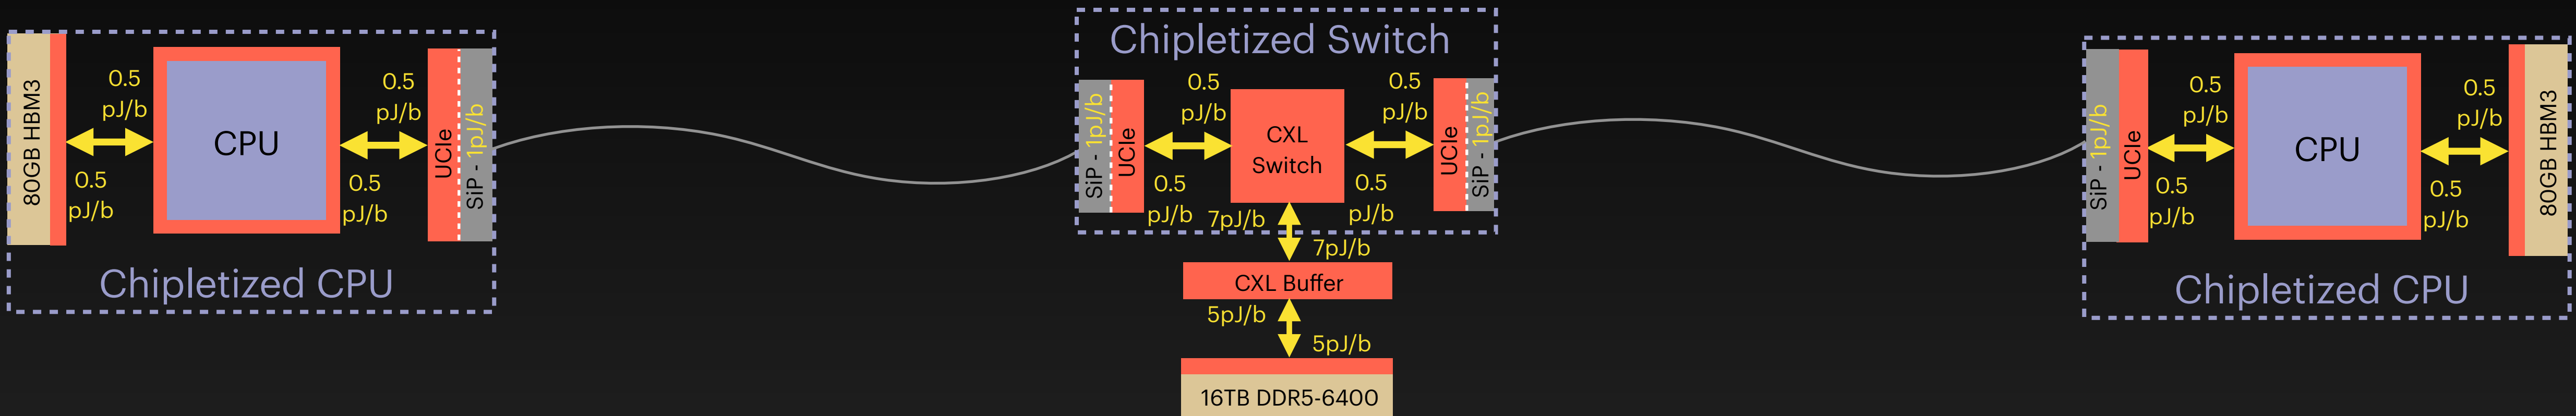 80GB HBM3
0.5
pJ/b
0.5
pJ/b
CPU
0.5
pJ/b
0.5
pJ/b
UCIe
SiP - 1pJ/b
Chipletized CPU
Chipletized Switch
SiP - 1pJ/b
UCIe
0.5
pJ/b
0.5
pJ/b
CXL
Switch
0.5
pJ/b
0.5
pJ/b
UCIe
SiP - 1pJ/b
7pJ/b
7pJ/b
CXL Buffer
5pJ/b
5pJ/b
16TB DDR5-6400
SiP - 1pJ/b
UCIe
0.5
pJ/b
0.5
pJ/b
CPU
0.5
pJ/b
0.5
pJ/b
80GB HBM3
Chipletized CPU